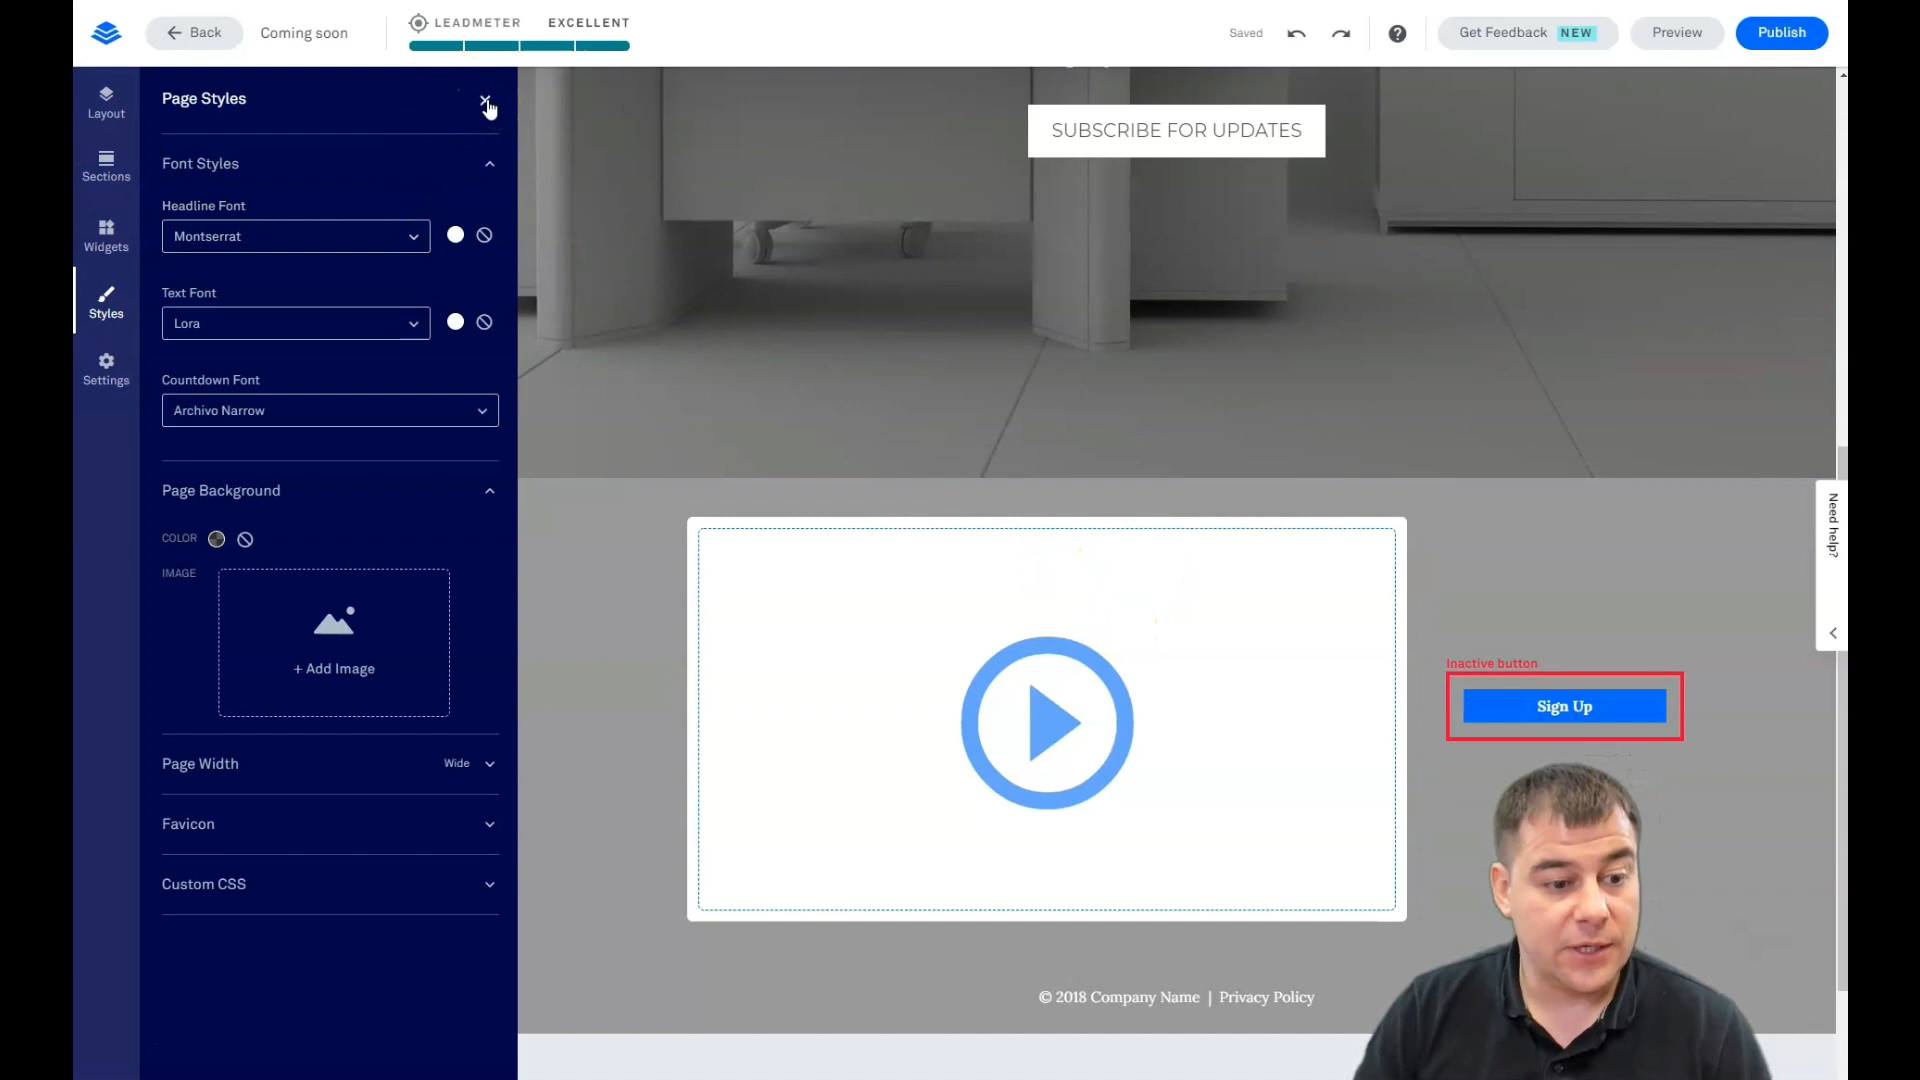 Back
Coming soon
LEADMETER EXCELLENT
Saved
Get Feedback NEW
Preview
Publish
Layout
Sections
Widgets
Styles
Settings
Page Styles
Font Styles
Headline Font
Montserrat
Text Font
Lora
Countdown Font
Archivo Narrow
Page Background
COLOR
IMAGE
+ Add Image
Page Width Wide
Favicon
Custom CSS
SUBSCRIBE FOR UPDATES
Need help?
Inactive button
Sign Up
© 2018 Company Name | Privacy Policy